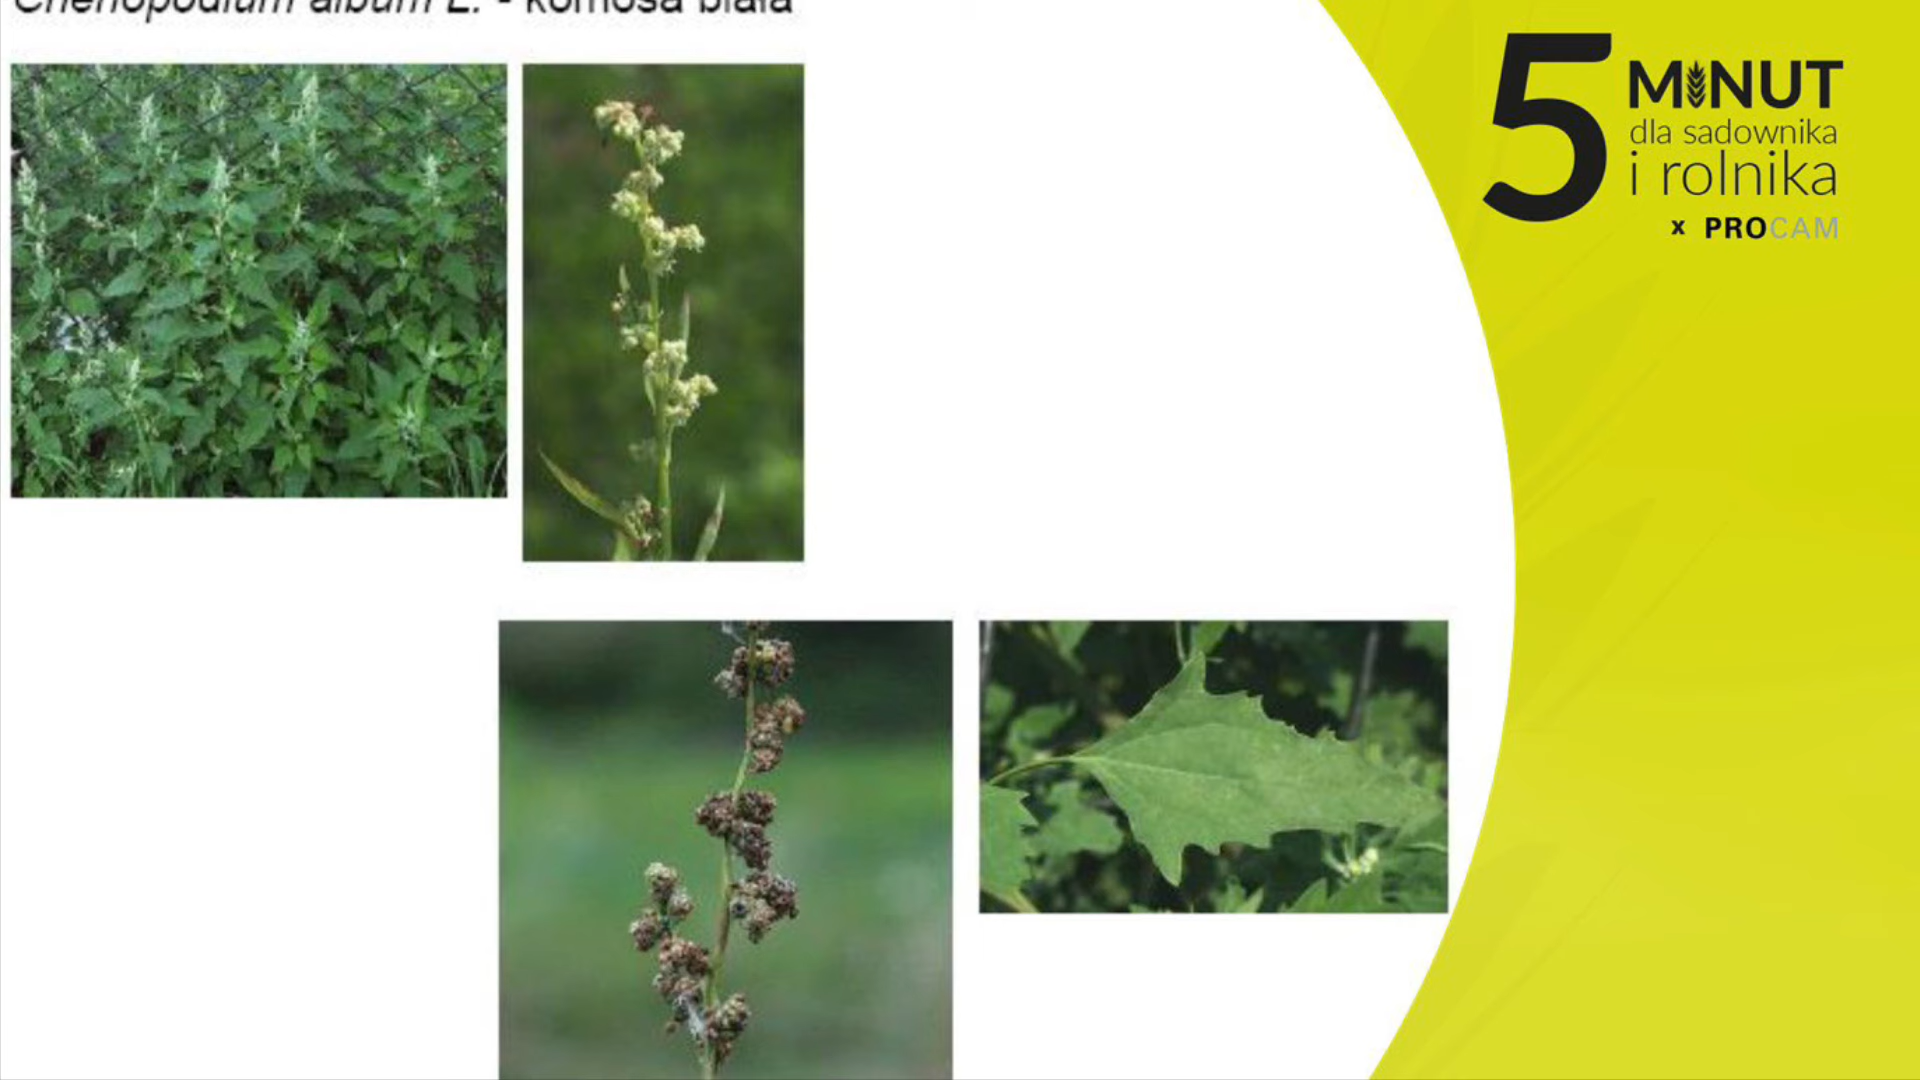 Chenopodium album L. - komosa biała
5 MINUT
dla sadownika
i rolnika
x PROCAM